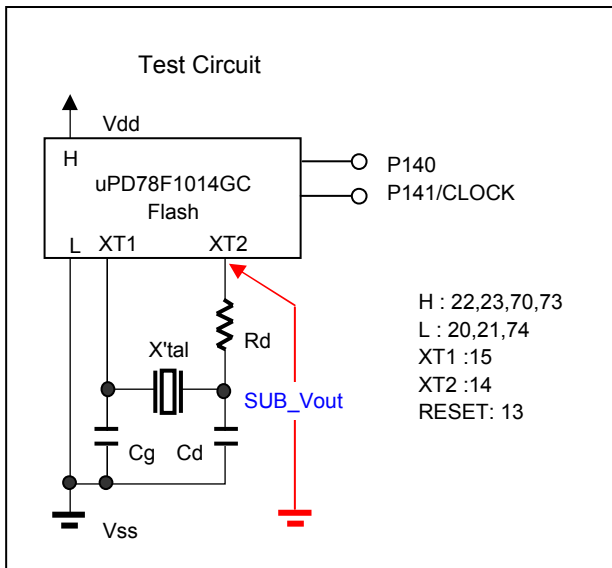 Test Circuit
Vdd
H
uPD78F1014GC
Flash
P140
P141/CLOCK
L XT1 XT2
H : 22,23,70,73
L : 20,21,74
XT1 :15
XT2 : 14
RESET: 13
X'tal
Rd
SUB_Vout
Cg Cd
Vss